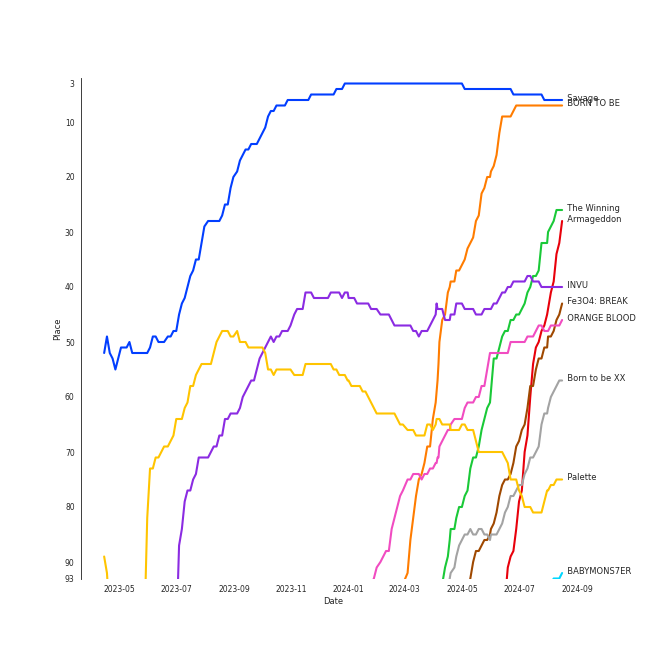 3
10
20
30
40
50
60
70
80
90
93
Place
2023-05
2023-07
2023-09
2023-11
2024-01
2024-03
2024-05
2024-07
2024-09
Date
Savage
BORN TO BE
The Winning
Armageddon
INVU
Fe3O4: BREAK
ORANGE BLOOD
Born to be XX
Palette
BABYMONS7ER